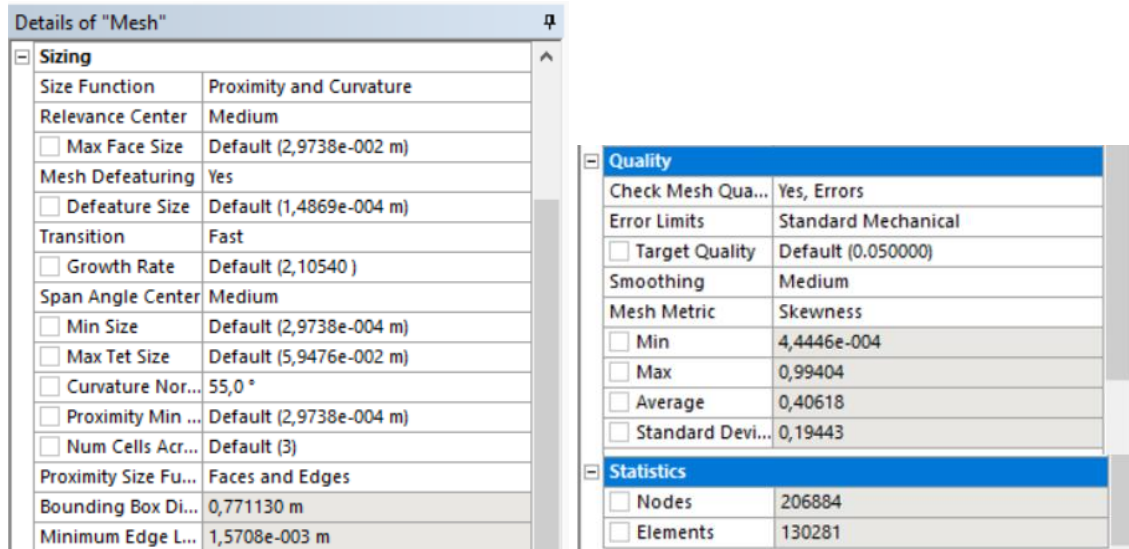 Details of "Mesh"
Sizing
Size Function Proximity and Curvature
Relevance Center Medium
Max Face Size Default (2,9738e-002 m)
Mesh Defeaturing Yes
Defeature Size Default (1,4869e-004 m)
Transition Fast
Growth Rate Default (2,10540 )
Span Angle Center Medium
Min Size Default (2,9738e-004 m)
Max Tet Size Default (5,9476e-002 m)
Curvature Nor... 55,0 °
Proximity Min ... Default (2,9738e-004 m)
Num Cells Acr... Default (3)
Proximity Size Fu... Faces and Edges
Bounding Box Di... 0,771130 m
Minimum Edge L... 1,5708e-003 m
Quality
Check Mesh Qua... Yes, Errors
Error Limits Standard Mechanical
Target Quality Default (0.050000)
Smoothing Medium
Mesh Metric Skewness
Min 4,4446e-004
Max 0,99404
Average 0,40618
Standard Devi... 0,19443
Statistics
Nodes 206884
Elements 130281